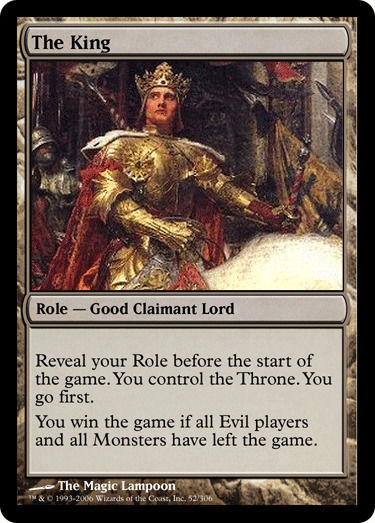 The King
Role — Good Claimant Lord
Reveal your Role before the start of
the game. You control the Throne. You
go first.
You win the game if all Evil players
and all Monsters have left the game.
The Magic Lampoon
™ & © 1993-2006 Wizards of the Coast, Inc. 52/306